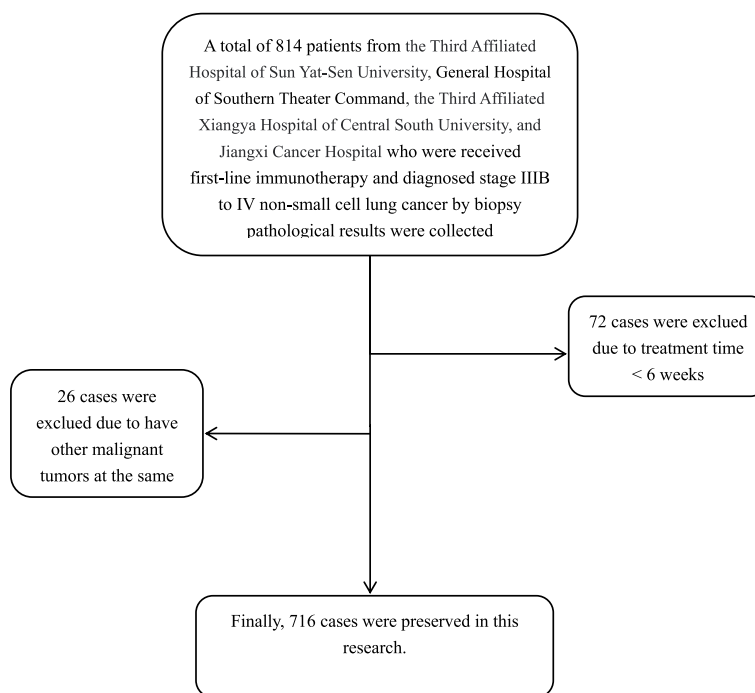 A total of 814 patients from the Third Affiliated
Hospital of Sun Yat-Sen University, General Hospital
of Southern Theater Command, the Third Affiliated
Xiangya Hospital of Central South University, and
Jiangxi Cancer Hospital who were received
first-line immunotherapy and diagnosed stage IIIB
to IV non-small cell lung cancer by biopsy
pathological results were collected
72 cases were exclued
due to treatment time
< 6 weeks
26 cases were
exclued due to have
other malignant
tumors at the same
Finally, 716 cases were preserved in this
research.